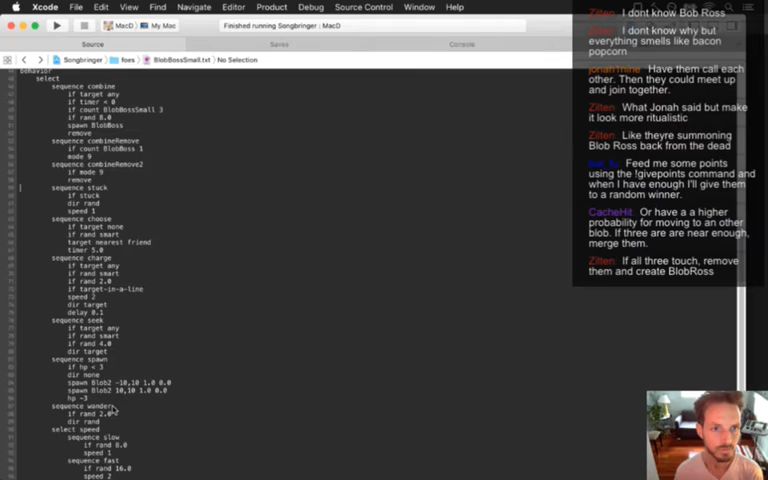 Xcode File Edit View Find Navigate Editor Product Debug Source Control Window Help
MacD My Mac
Finished running Songbringer : MacD
Source
Saves
Console
Songbringer foes BlobBossSmall.txt No Selection
behavior
select
sequence combine
if target any
if timer < 0
if count BlobBossSmall 3
if rand 8.0
spawn BlobBoss
remove
sequence combineRemove
if count BlobBoss 1
mode 9
sequence combineRemove2
if mode 9
remove
sequence stuck
if stuck
dir rand
speed 1
sequence choose
if target none
if rand smart
target nearest friend
timer 5.0
sequence charge
if target any
if rand smart
if rand 2.0
if target-in-a-line
speed 2
dir target
delay 0.1
sequence seek
if target any
if rand smart
if rand 4.0
dir target
sequence spawn
if hp < 3
dir none
spawn Blob2 -10,10 1.0 0.0
spawn Blob2 10,10 1.0 0.0
hp -3
sequence wander
if rand 2.0
dir rand
select speed
sequence slow
if rand 8.0
speed 1
sequence fast
if rand 16.0
speed 2
Zilten: I dont know Bob Ross
Zilten: I dont know why but
everything smells like bacon
popcorn
jonah1nine: Have them call each
other. Then they could meet up
and join together.
Zilten: What Jonah said but make
it look more ritualistic
Zilten: Like theyre summoning
Blob Ross back from the dead
Feed me some points
using the !givepoints command and
when I have enough I'll give them
to a random winner.
CacheHit: Or have a a higher
probability for moving to an other
blob. If three are are near enough,
merge them.
Zilten: If all three touch, remove
them and create BlobRoss